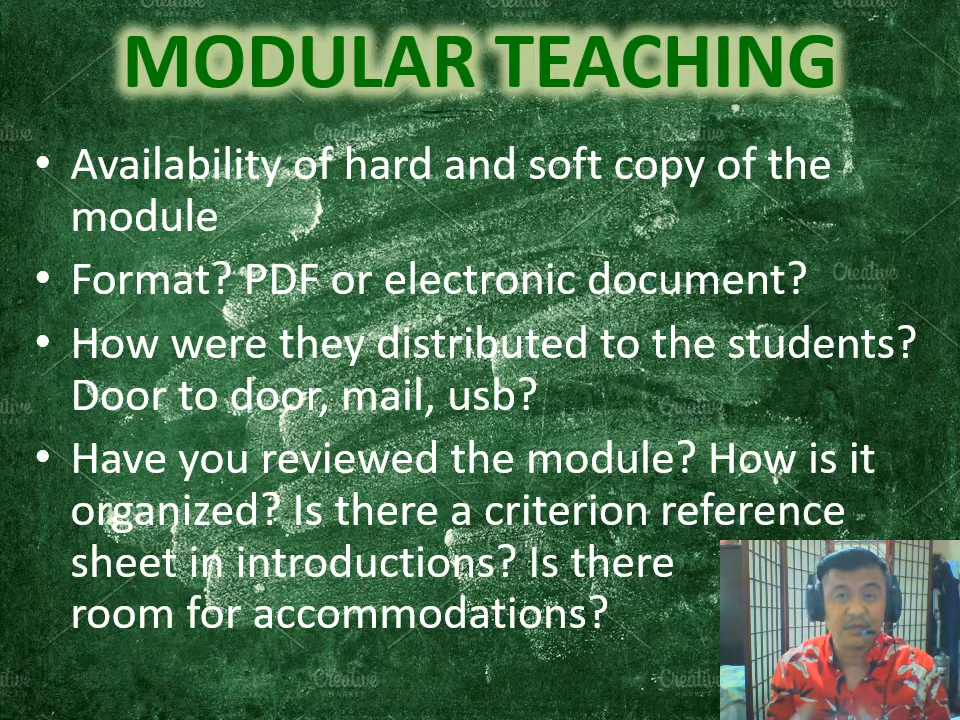 MODULAR TEACHING
• Availability of hard and soft copy of the
module
• Format? PDF or electronic document?
• How were they distributed to the students?
Door to door, mail, usb?
• Have you reviewed the module? How is it
organized? Is there a criterion reference
sheet in introductions? Is there
room for accommodations?
Creative
MARKET